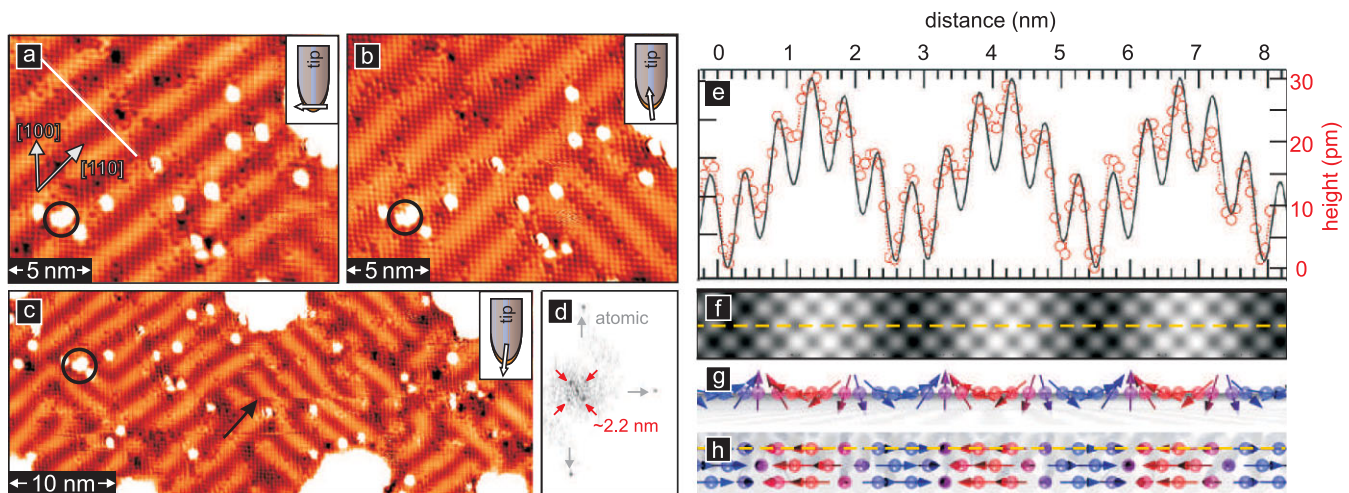 distance (nm)
0 1 2 3 4 5 6 7 8
a
tip
[100]
[110]
5 nm
b
tip
5 nm
e
30
20
10
0
height (pm)
c
tip
10 nm
d
atomic
~2.2 nm
f
g
h